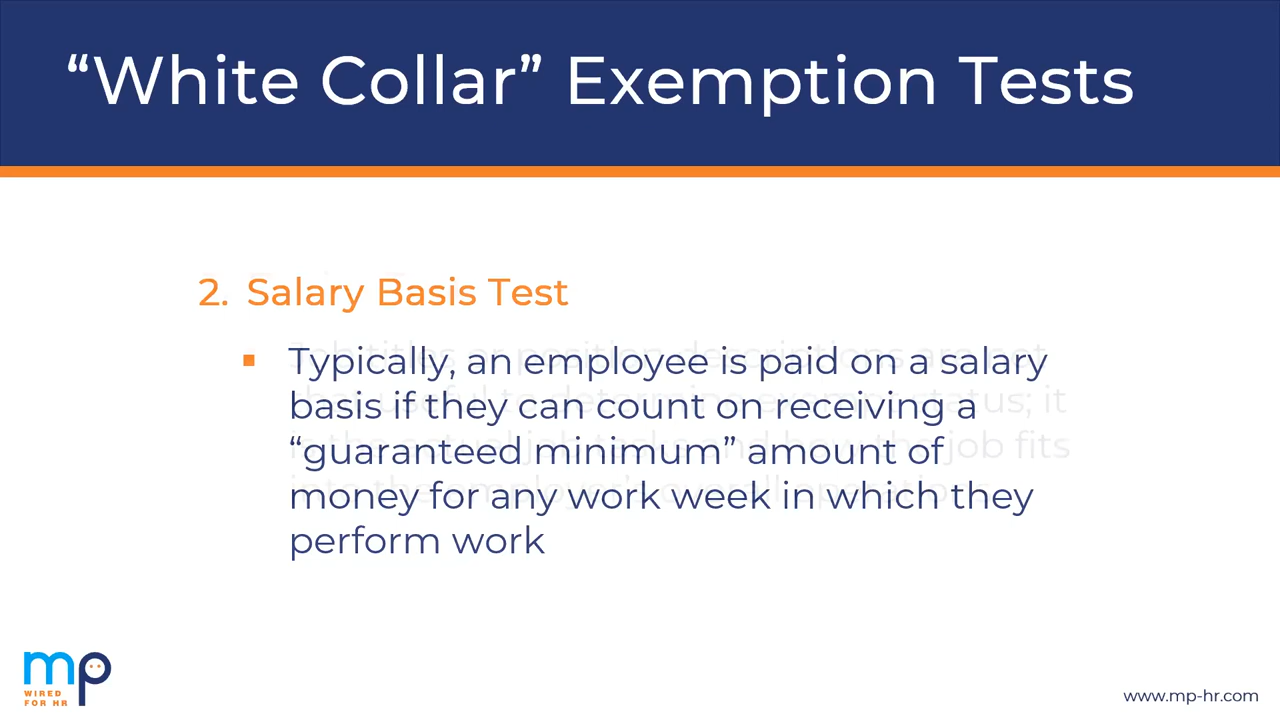 “White Collar” Exemption Tests
2. Salary Basis Test
▪ Typically, an employee is paid on a salary
basis if they can count on receiving a
“guaranteed minimum” amount of
money for any work week in which they
perform work
mp
WIRED
FOR HR
www.mp-hr.com